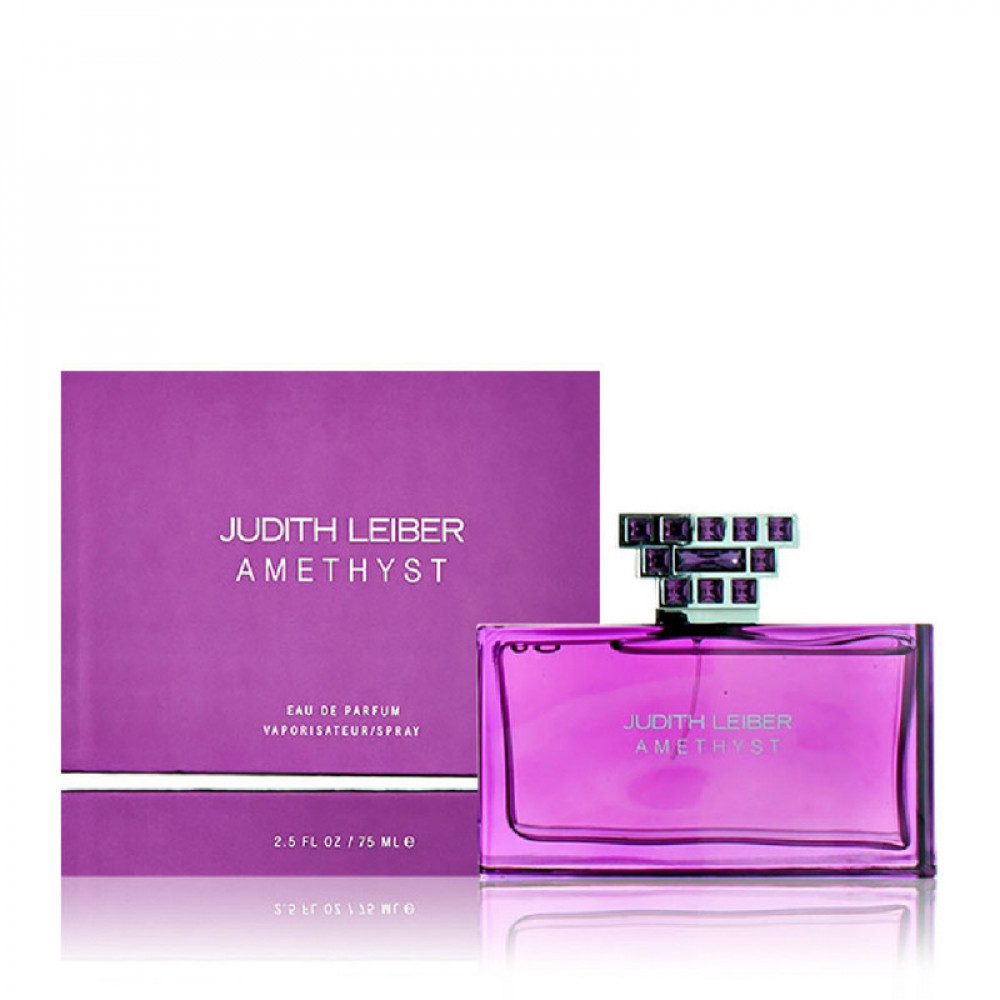 JUDITH LEIBER
AMETHYST
EAU DE PARFUM
VAPORISATEUR/SPRAY
2.5 FL OZ / 75 ML ℮
JUDITH LEIBER
AMETHYST